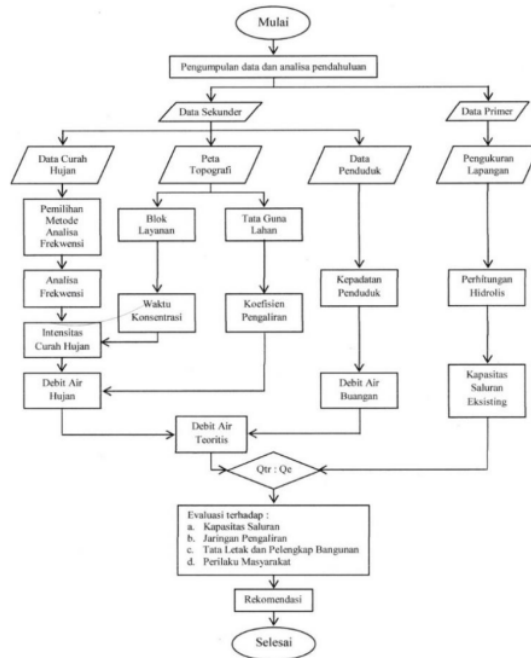 Mulai
Pengumpulan data dan analisa pendahuluan
Data Sekunder
Data Primer
Data Curah
Hujan
Peta
Topografi
Data
Penduduk
Pengukuran
Lapangan
Pemilihan
Metode
Analisa
Frekwensi
Blok
Layanan
Tata Guna
Lahan
Analisa
Frekwensi
Waktu
Konsentrasi
Koefisien
Pengaliran
Kepadatan
Penduduk
Perhitungan
Hidrolis
Intensitas
Curah Hujan
Debit Air
Hujan
Debit Air
Buangan
Kapasitas
Saluran
Eksisting
Debit Air
Teoritis
Qtr : Qe
Evaluasi terhadap :
a. Kapasitas Saluran
b. Jaringan Pengaliran
c. Tata Letak dan Pelengkap Bangunan
d. Perilaku Masyarakat
Rekomendasi
Selesai